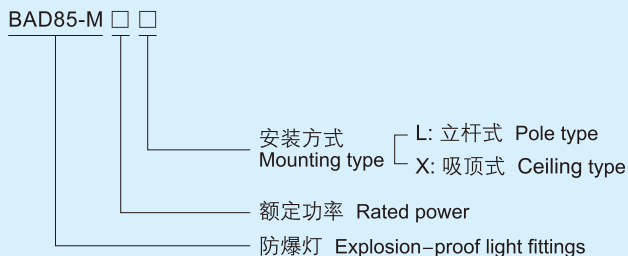 BAD85-M □ □
安装方式 L: 立杆式 Pole type
Mounting type X: 吸顶式 Ceiling type
额定功率 Rated power
防爆灯 Explosion–proof light fittings